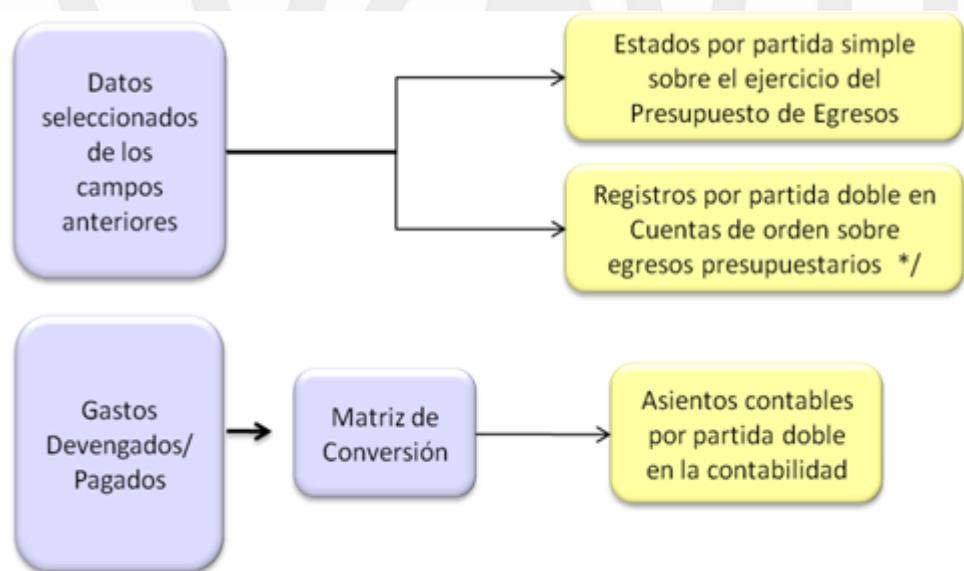 Datos
seleccionados
de los
campos
anteriores
Estados por partida simple
sobre el ejercicio del
Presupuesto de Egresos
Registros por partida doble en
Cuentas de orden sobre
egresos presupuestarios */
Gastos
Devengados/
Pagados
Matriz de
Conversión
Asientos contables
por partida doble
en la contabilidad